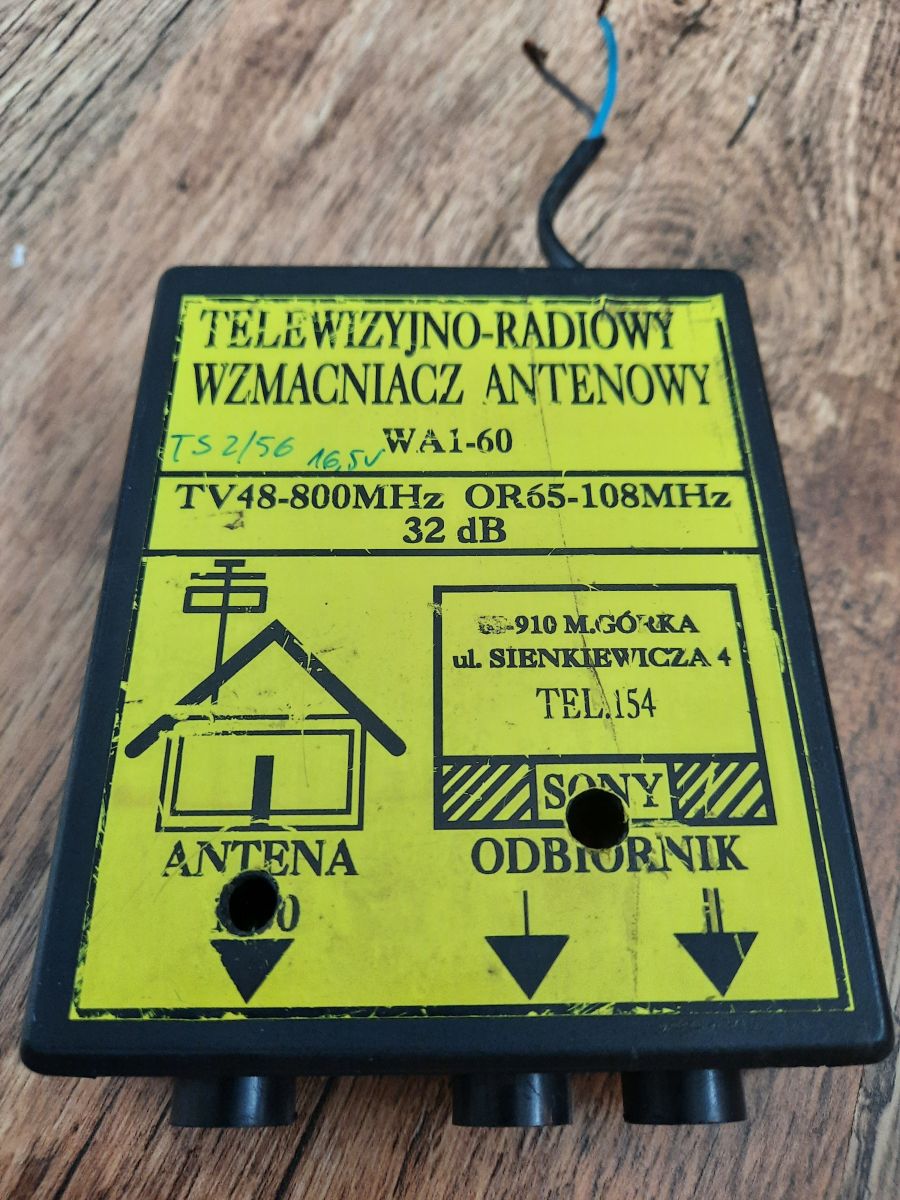 TELEWIZYJNO-RADIOWY
WZMACNIACZ ANTENOWY
WA1-60
TS 2/56 16,5V
TV48-800MHz OR65-108MHz
32 dB
-910 M.GÓRKA
ul. SIENKIEWICZA 4
TEL.154
SONY
ANTENA
ODBIORNIK
I
II